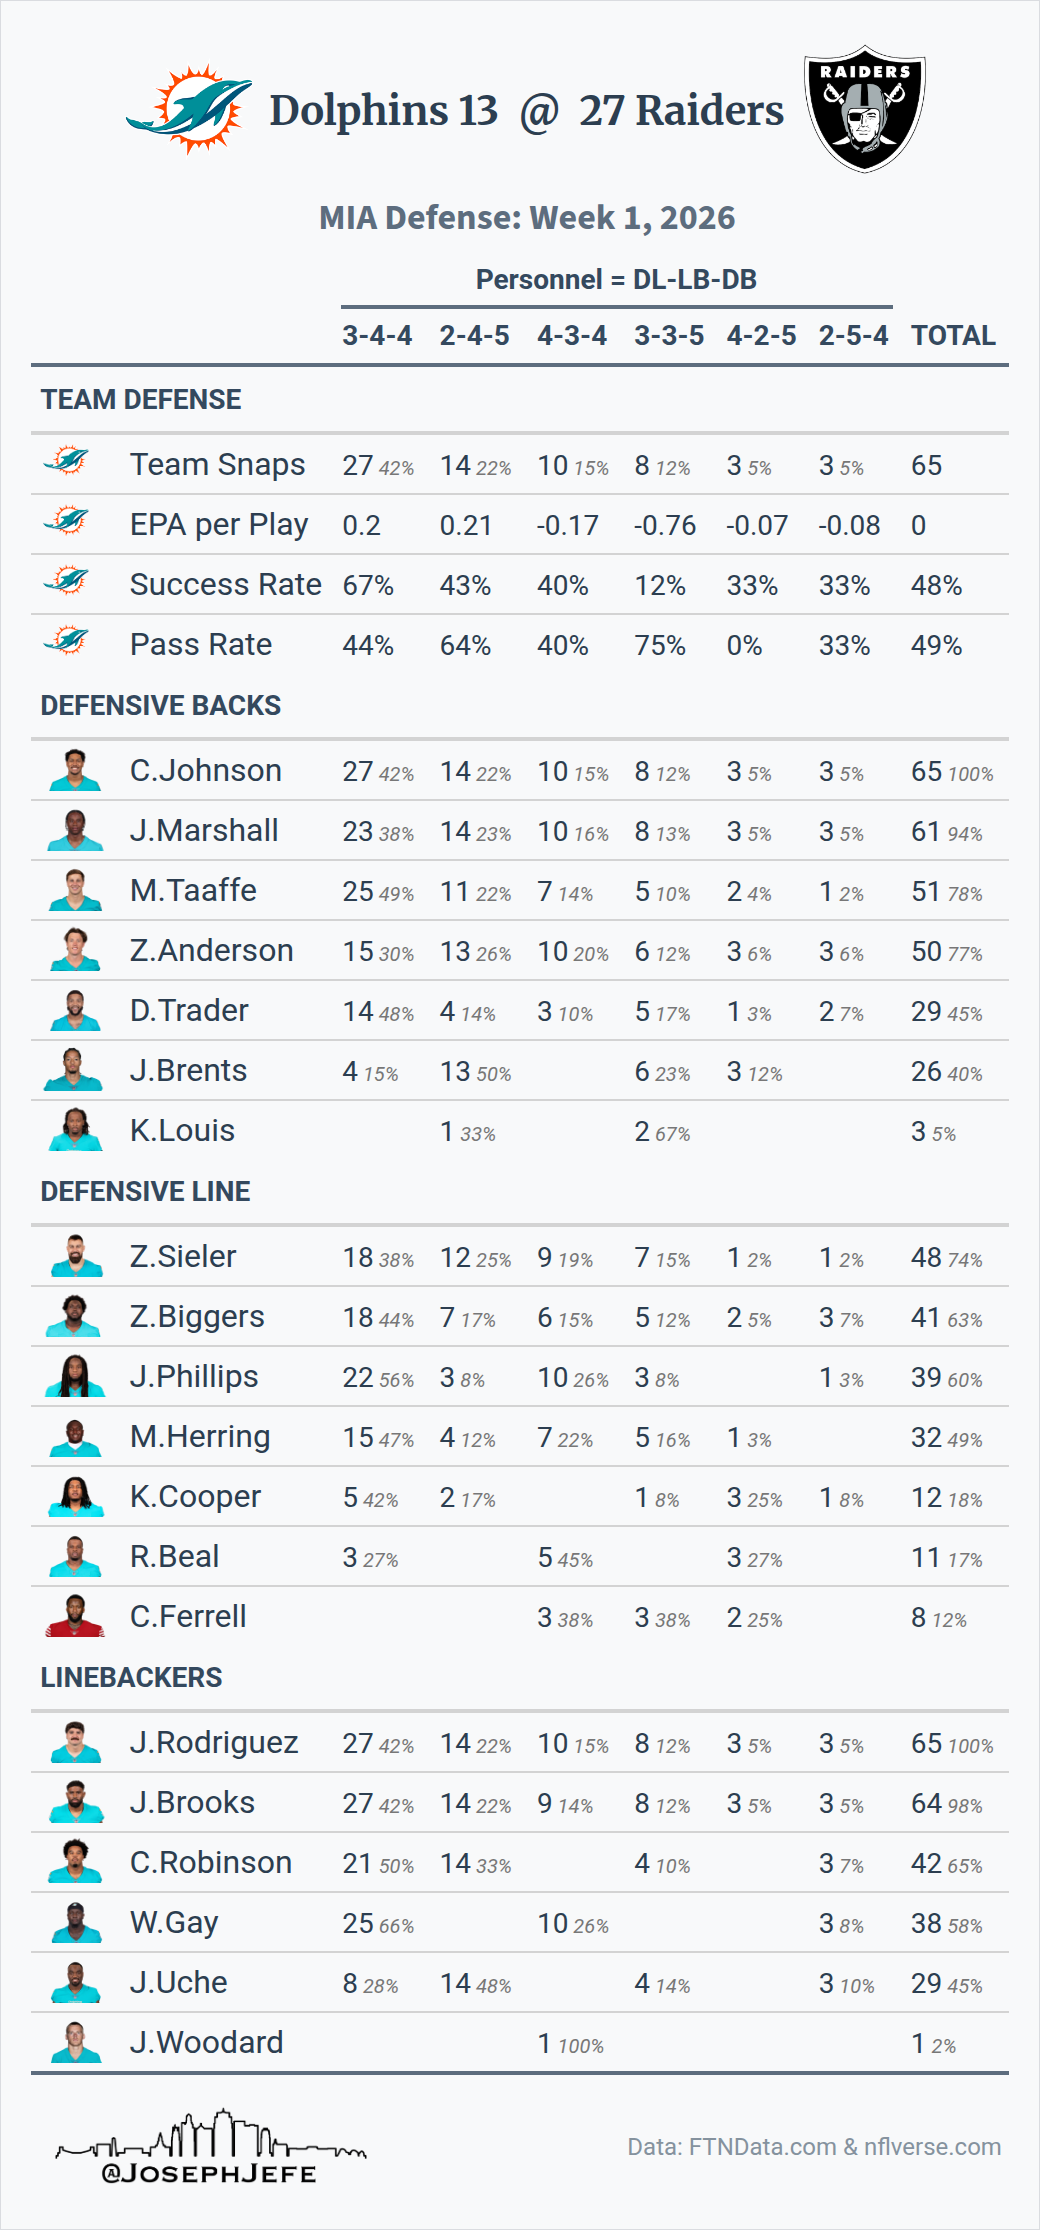 Dolphins 13 @ 27 Raiders
RAIDERS
MIA Defense: Week 1, 2026
Personnel = DL-LB-DB
3-4-4 2-4-5 4-3-4 3-3-5 4-2-5 2-5-4 TOTAL
TEAM DEFENSE
Team Snaps 27 42% 14 22% 10 15% 8 12% 3 5% 3 5% 65
EPA per Play 0.2 0.21 -0.17 -0.76 -0.07 -0.08 0
Success Rate 67% 43% 40% 12% 33% 33% 48%
Pass Rate 44% 64% 40% 75% 0% 33% 49%
DEFENSIVE BACKS
C.Johnson 27 42% 14 22% 10 15% 8 12% 3 5% 3 5% 65 100%
J.Marshall 23 38% 14 23% 10 16% 8 13% 3 5% 3 5% 61 94%
M.Taaffe 25 49% 11 22% 7 14% 5 10% 2 4% 1 2% 51 78%
Z.Anderson 15 30% 13 26% 10 20% 6 12% 3 6% 3 6% 50 77%
D.Trader 14 48% 4 14% 3 10% 5 17% 1 3% 2 7% 29 45%
J.Brents 4 15% 13 50% 6 23% 3 12% 26 40%
K.Louis 1 33% 2 67% 3 5%
DEFENSIVE LINE
Z.Sieler 18 38% 12 25% 9 19% 7 15% 1 2% 1 2% 48 74%
Z.Biggers 18 44% 7 17% 6 15% 5 12% 2 5% 3 7% 41 63%
J.Phillips 22 56% 3 8% 10 26% 3 8% 1 3% 39 60%
M.Herring 15 47% 4 12% 7 22% 5 16% 1 3% 32 49%
K.Cooper 5 42% 2 17% 1 8% 3 25% 1 8% 12 18%
R.Beal 3 27% 5 45% 3 27% 11 17%
C.Ferrell 3 38% 3 38% 2 25% 8 12%
LINEBACKERS
J.Rodriguez 27 42% 14 22% 10 15% 8 12% 3 5% 3 5% 65 100%
J.Brooks 27 42% 14 22% 9 14% 8 12% 3 5% 3 5% 64 98%
C.Robinson 21 50% 14 33% 4 10% 3 7% 42 65%
W.Gay 25 66% 10 26% 3 8% 38 58%
J.Uche 8 28% 14 48% 4 14% 3 10% 29 45%
J.Woodard 1 100% 1 2%
@JOSEPHJEFE
Data: FTNData.com & nflverse.com